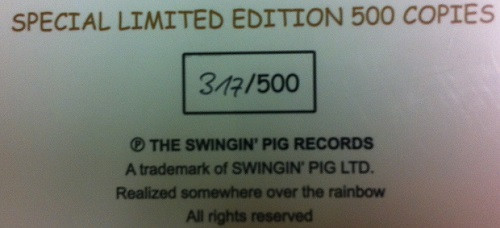 SPECIAL LIMITED EDITION 500 COPIES
317/500
℗ THE SWINGIN' PIG RECORDS
A trademark of SWINGIN' PIG LTD.
Realized somewhere over the rainbow
All rights reserved